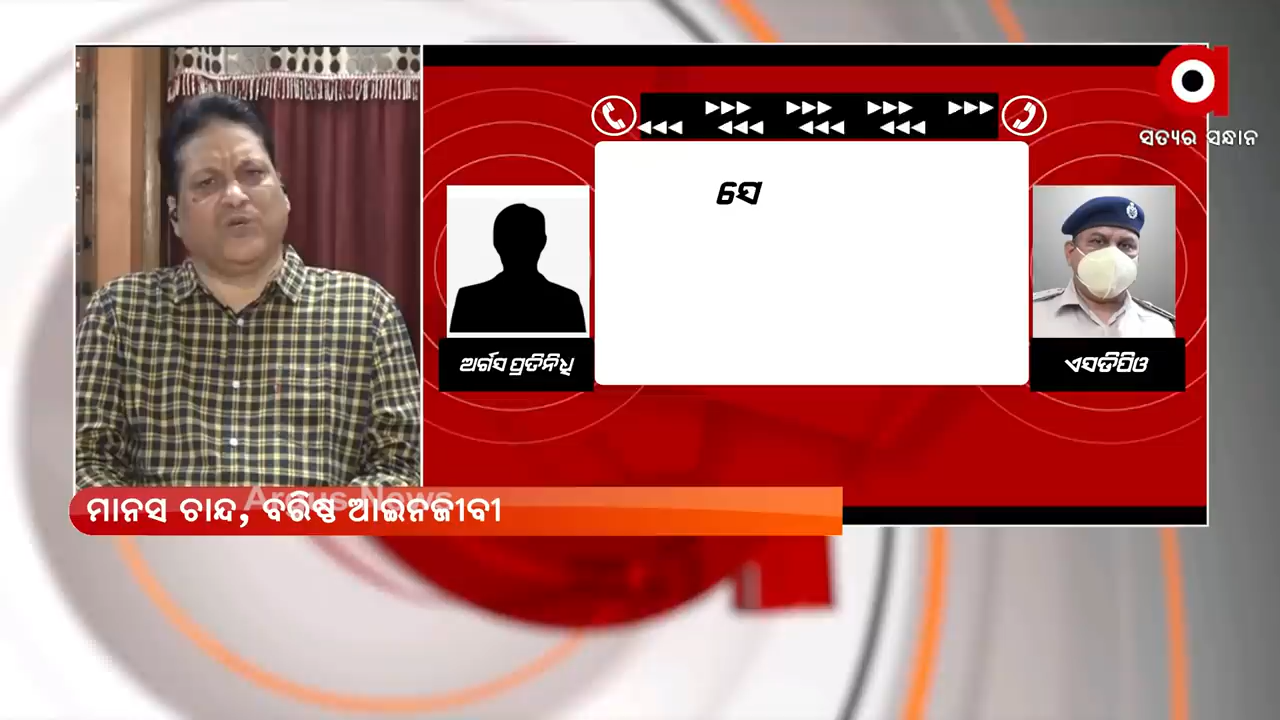 ସତ୍ୟର ସନ୍ଧାନ
ସେ
ଅର୍ଗସ ପ୍ରତିନିଧି
ଏସଡିପିଓ
Argus News
ମାନସ ଚାନ୍ଦ, ବରିଷ୍ଠ ଆଇନଜୀବୀ